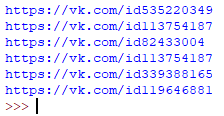 https://vk.com/id535220349
https://vk.com/id113754187
https://vk.com/id82433004
https://vk.com/id113754187
https://vk.com/id339388165
https://vk.com/id119646881
>>>